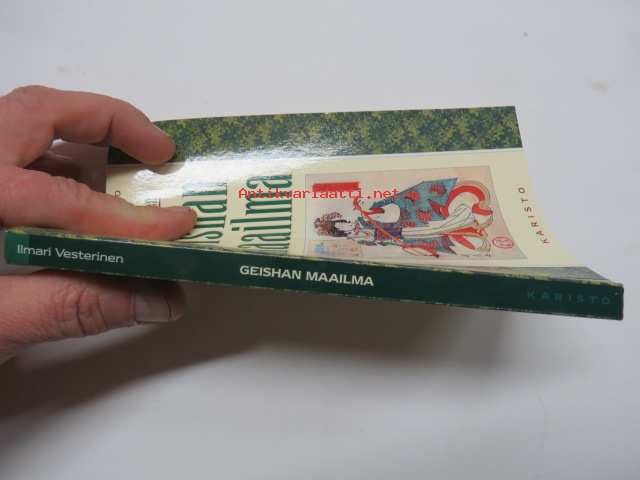 Ilmari Vesterinen
GEISHAN MAAILMA
KARISTO
KARISTO
Antikvariaatti.net